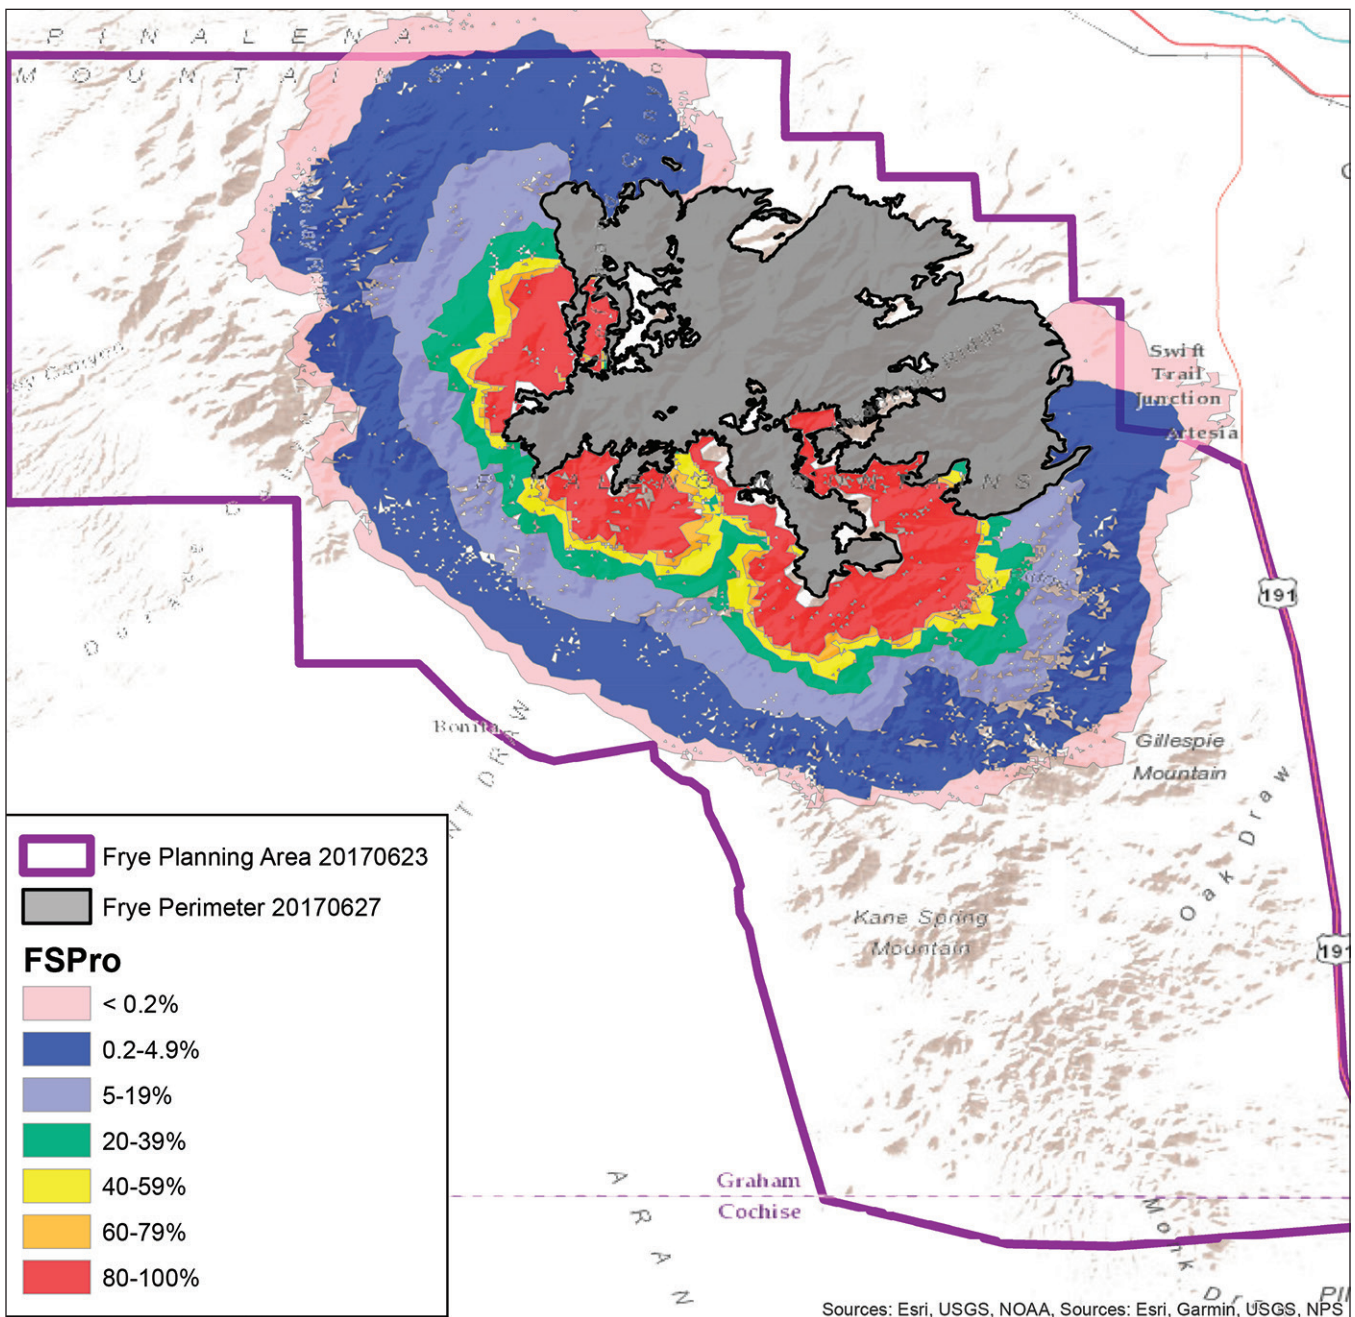 PINALENO
MOUNTAINS
Swift
Trail
Junction
Artesia
191
Bonita
Gillespie
Mountain
Oak Draw
Kane Spring
Mountain
191
Frye Planning Area 20170623
Frye Perimeter 20170627
FSPro
< 0.2%
0.2-4.9%
5-19%
20-39%
40-59%
60-79%
80-100%
Graham
Cochise
ARAN
Monk
Sources: Esri, USGS, NOAA, Sources: Esri, Garmin, USGS, NPS